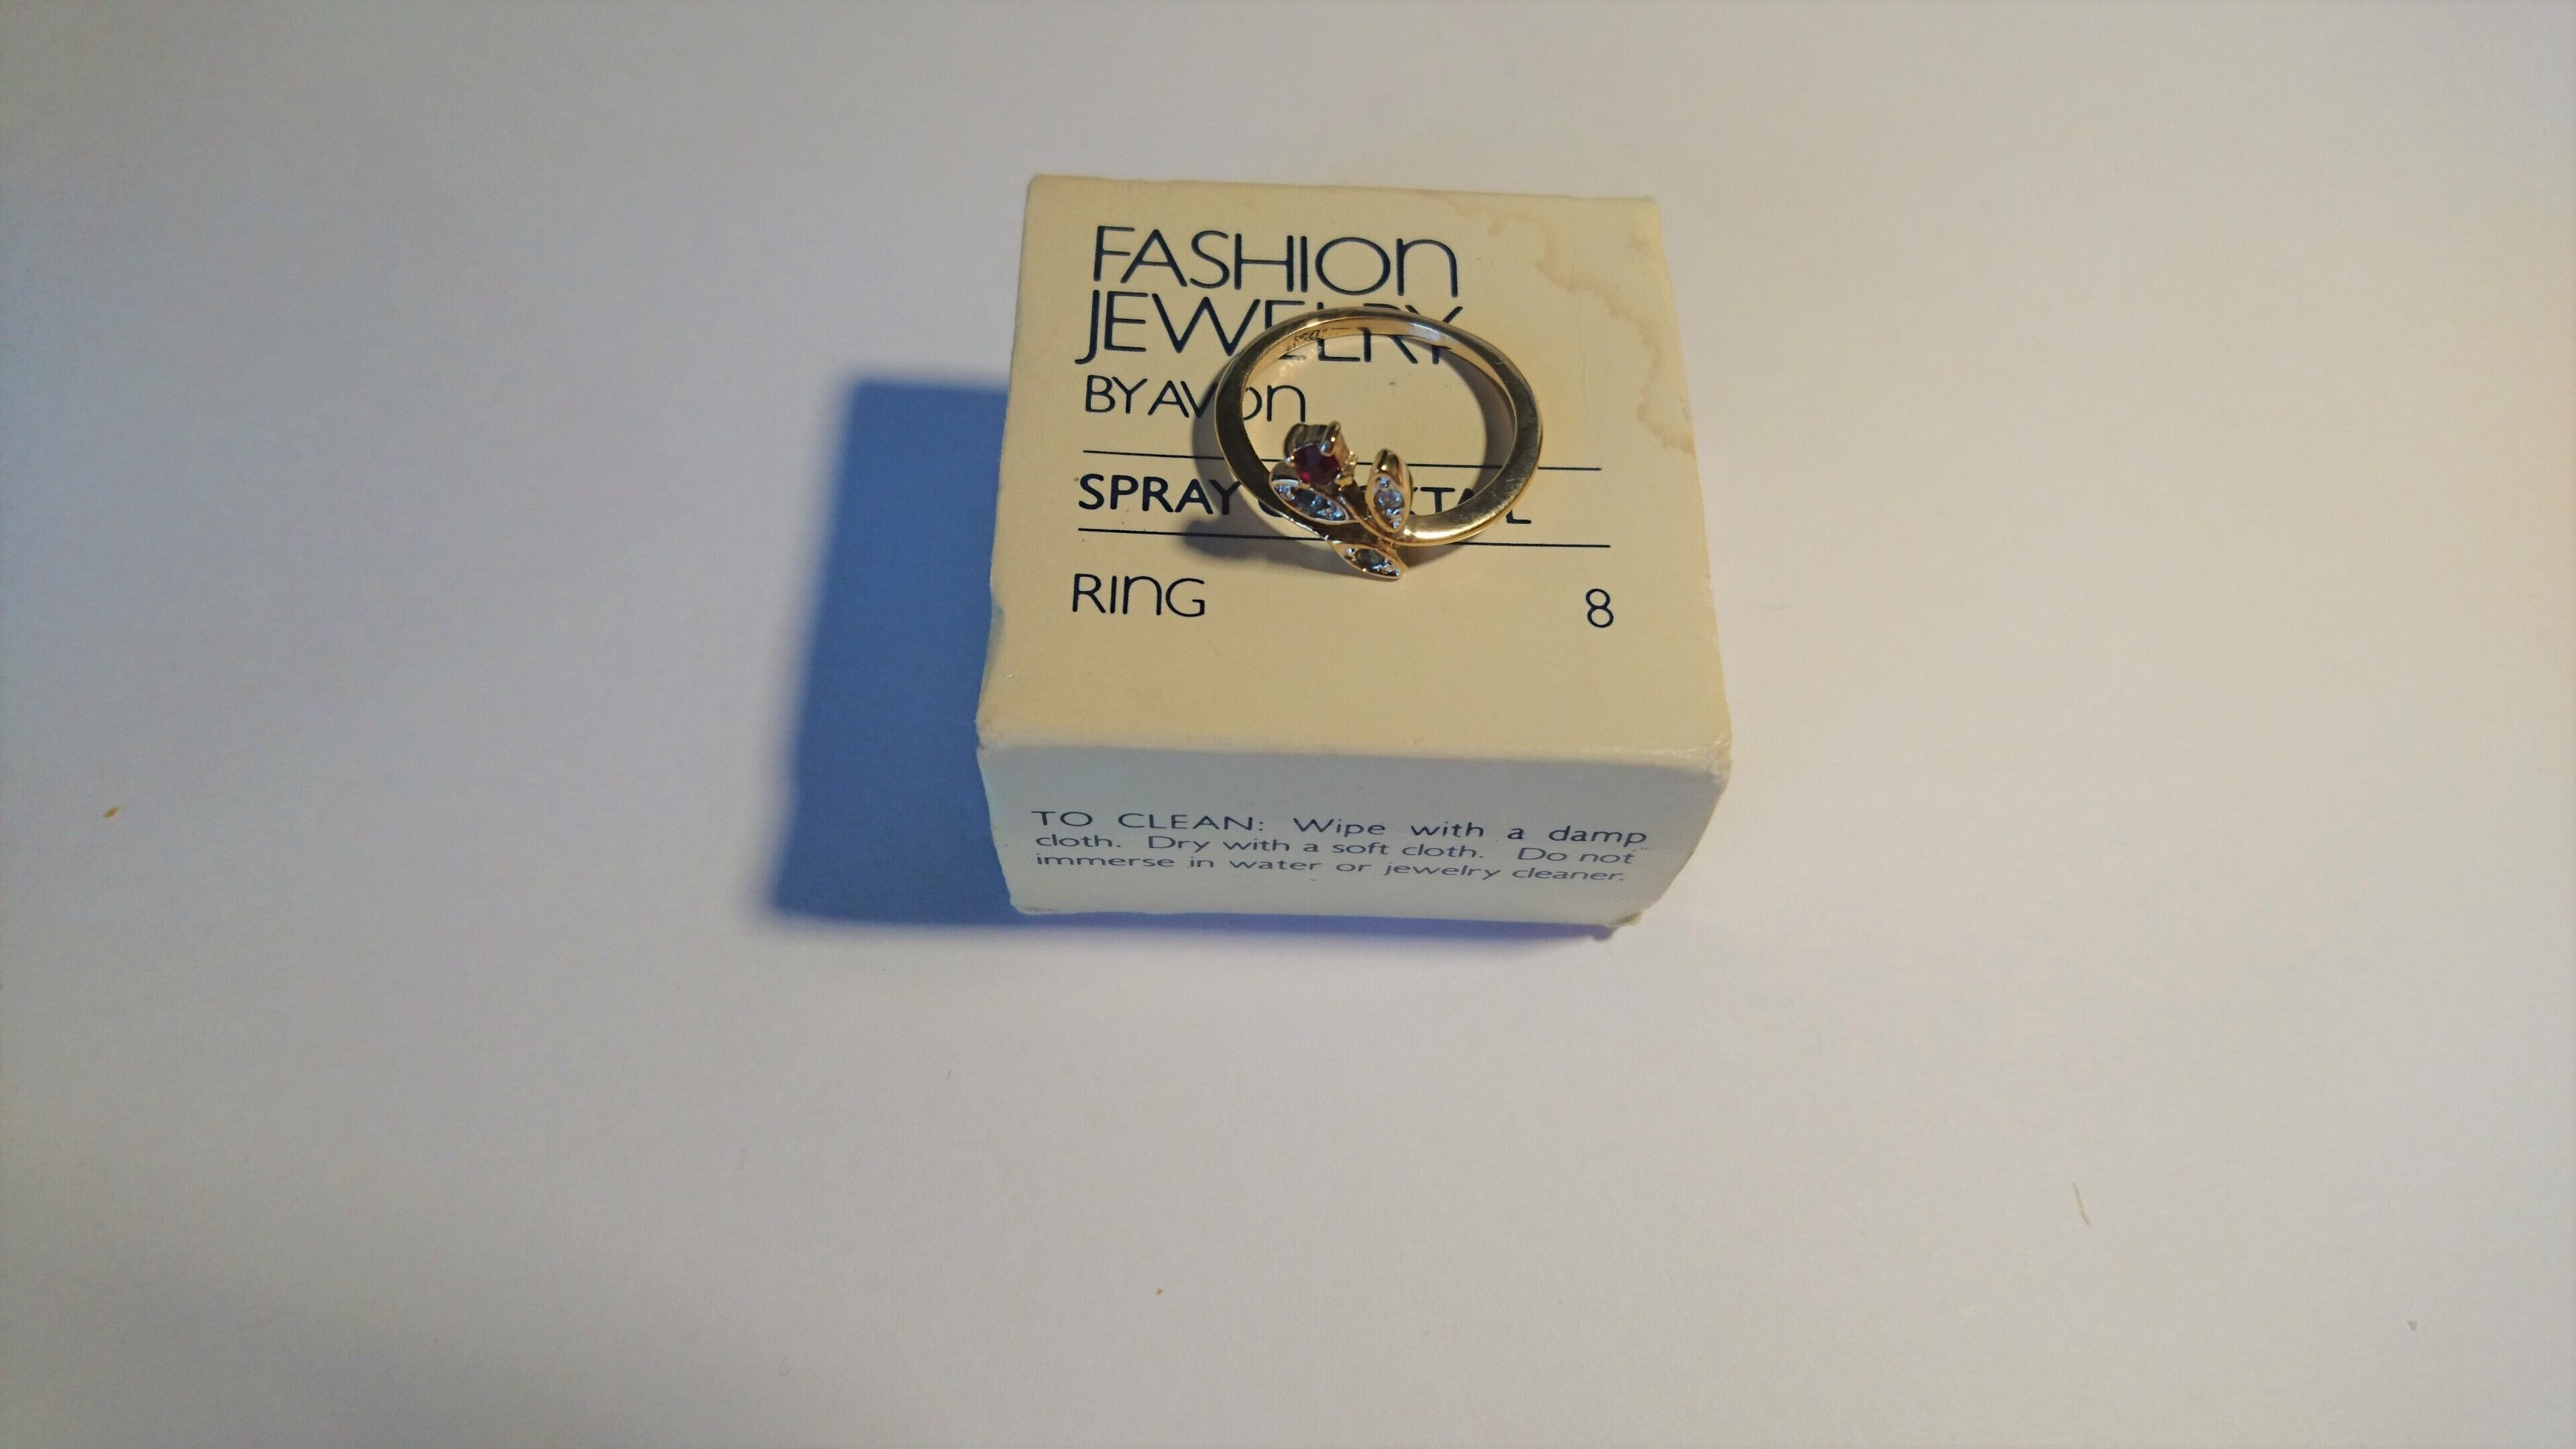 FASHION
JEWELRY
BY AVON
SPRAY
RING 8
TO CLEAN: Wipe with a damp
cloth. Dry with a soft cloth. Do not
immerse in water or jewelry cleaner.